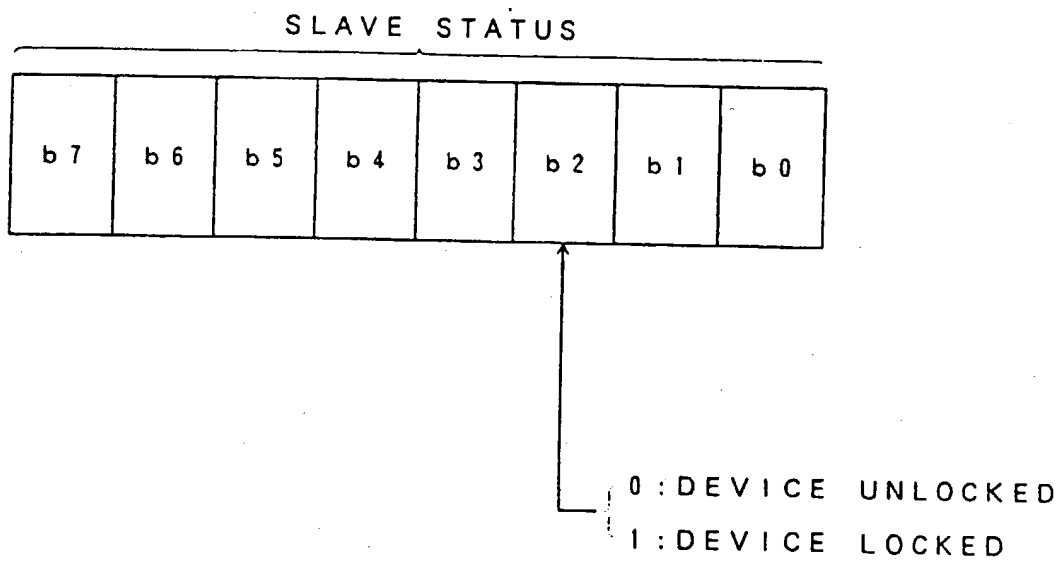 SLAVE STATUS
b7 b6 b5 b4 b3 b2 b1 b0
0:DEVICE UNLOCKED
1:DEVICE LOCKED